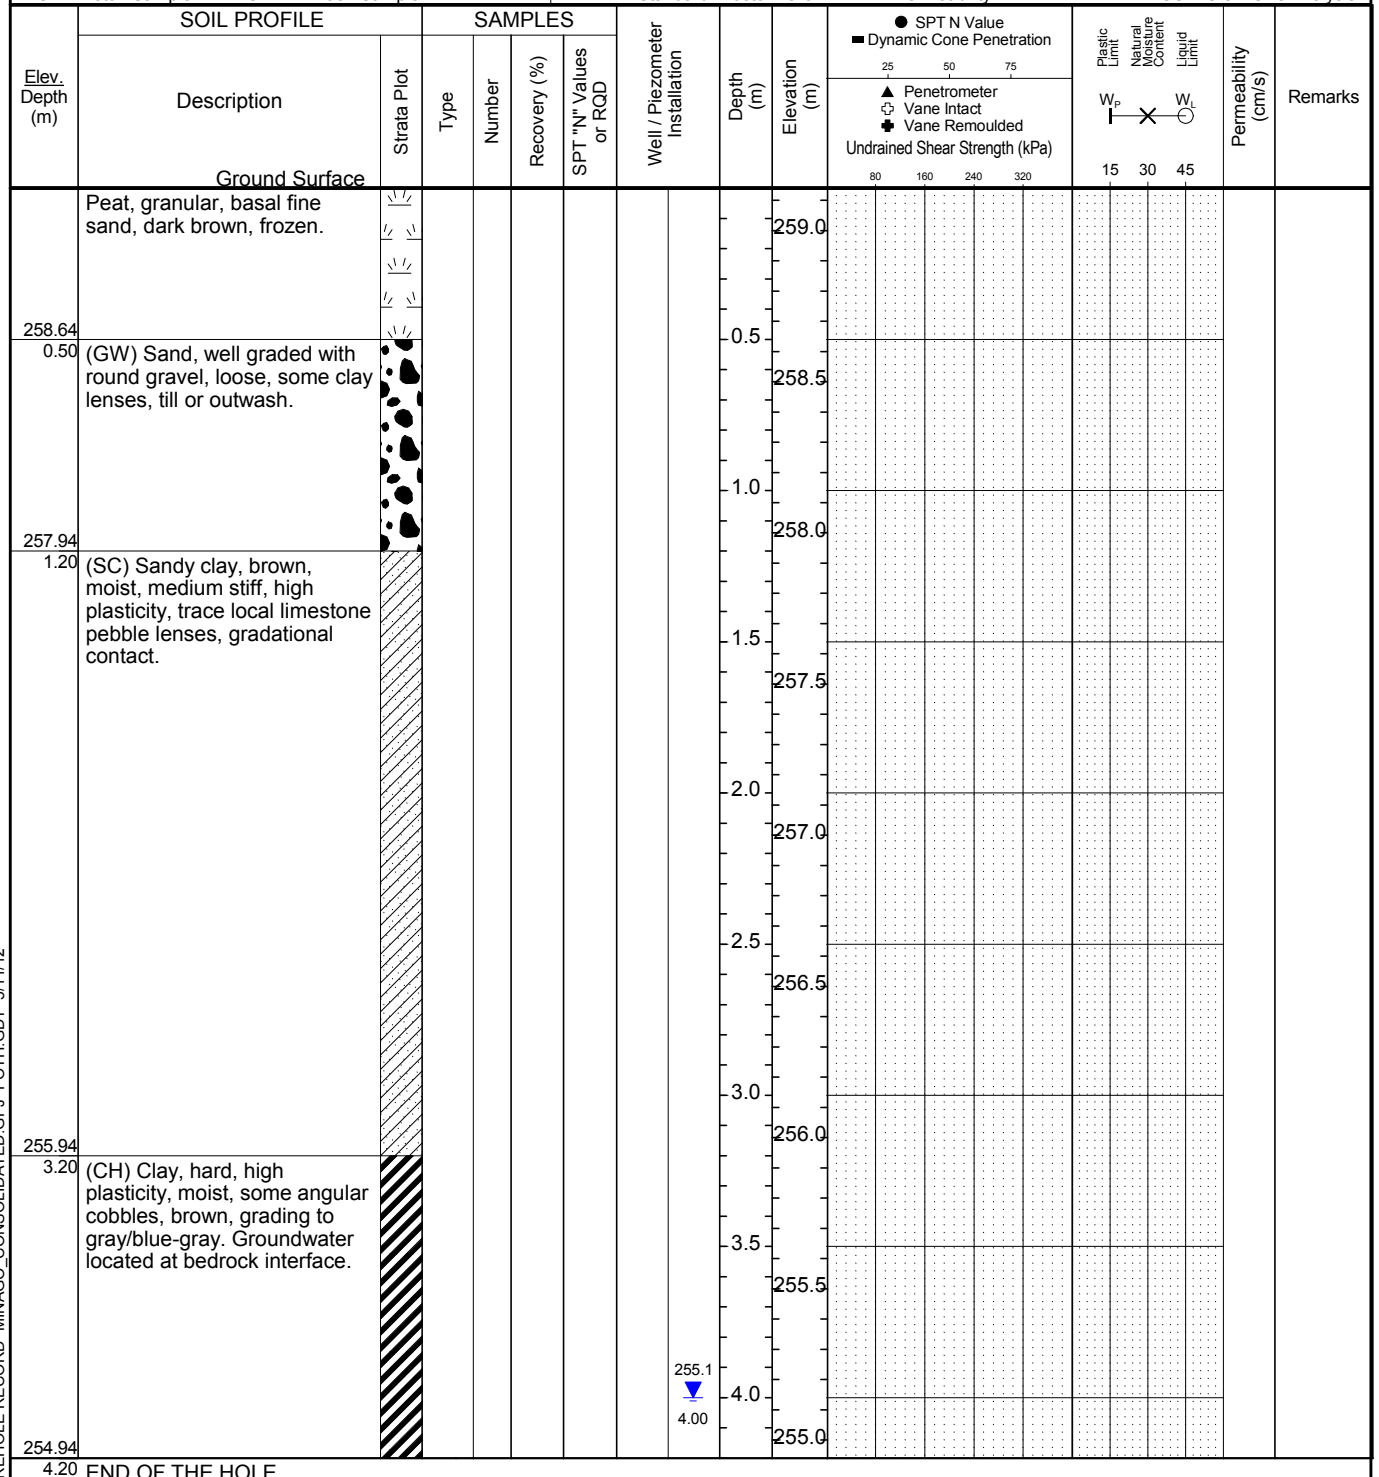 SOIL PROFILE
SAMPLES
Elev.
Depth
(m)
Description
Ground Surface
Strata Plot
Type
Number
Recovery (%)
SPT "N" Values
or RQD
Well / Piezometer
Installation
Depth
(m)
Elevation
(m)
SPT N Value
Dynamic Cone Penetration
25 50 75
Penetrometer
Vane Intact
Vane Remoulded
Undrained Shear Strength (kPa)
80 160 240 320
Plastic
Limit
Natural
Moisture
Content
Liquid
Limit
WP WL
15 30 45
Permeability
(cm/s)
Remarks
Peat, granular, basal fine
sand, dark brown, frozen.
259.0
258.64
0.50
0.5
(GW) Sand, well graded with
round gravel, loose, some clay
lenses, till or outwash.
258.5
1.0
258.0
257.94
1.20
(SC) Sandy clay, brown,
moist, medium stiff, high
plasticity, trace local limestone
pebble lenses, gradational
contact.
1.5
257.5
2.0
257.0
2.5
256.5
3.0
256.0
255.94
3.20
(CH) Clay, hard, high
plasticity, moist, some angular
cobbles, brown, grading to
gray/blue-gray. Groundwater
located at bedrock interface.
3.5
255.5
255.1
4.0
4.00
255.0
254.94
4.20
END OF THE HOLE